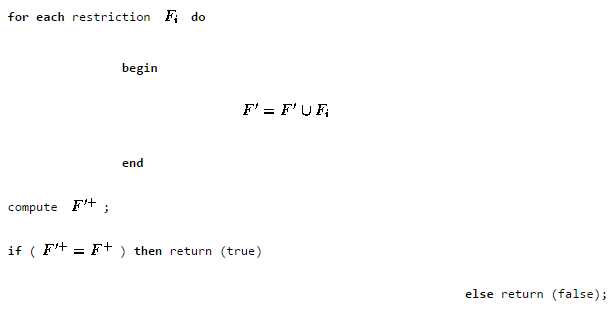 for each restriction Fᵢ do
begin
F′ = F′ ∪ Fᵢ
end
compute F′⁺ ;
if ( F′⁺ = F⁺ ) then return (true)
else return (false);